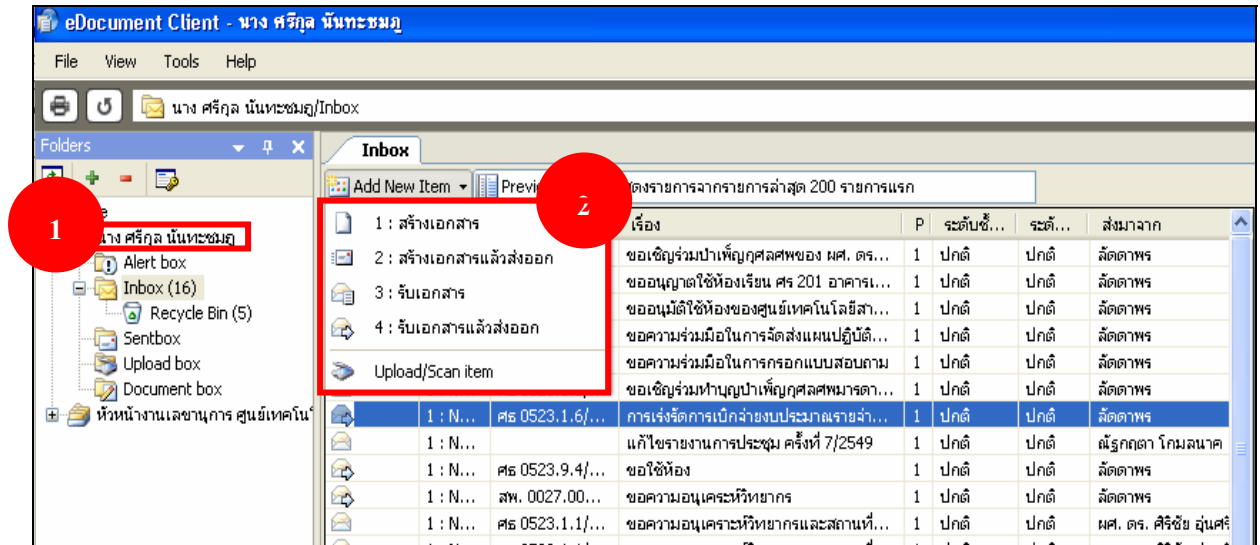 eDocument Client - นาง ศรีกุล นันทะชมภู
File View Tools Help
นาง ศรีกุล นันทะชมภู/Inbox
Folders
Inbox
Add New Item
รายการจากรายการล่าสุด 200 รายการแรก
1
2
นาง ศรีกุล นันทะชมภู
Alert box
Inbox (16)
Recycle Bin (5)
Sentbox
Upload box
Document box
หัวหน้างานเลขานุการ ศูนย์เทคโน
1 : สร้างเอกสาร
2 : สร้างเอกสารแล้วส่งออก
3 : รับเอกสาร
4 : รับเอกสารแล้วส่งออก
Upload/Scan item
เรื่อง P ระดับชั้... ระดั... ส่งมาจาก
ขอเชิญร่วมบำเพ็ญกุศลศพของ ผศ. ดร... 1 ปกติ ปกติ ลัดดาพร
ขออนุญาตใช้ห้องเรียน ศร 201 อาคารเ... 1 ปกติ ปกติ ลัดดาพร
ขออนุมัติใช้ห้องของศูนย์เทคโนโลยีสา... 1 ปกติ ปกติ ลัดดาพร
ขอความร่วมมือในการจัดส่งแผนปฏิบัติ... 1 ปกติ ปกติ ลัดดาพร
ขอความร่วมมือในการกรอกแบบสอบถาม 1 ปกติ ปกติ ลัดดาพร
ขอเชิญร่วมทำบุญบำเพ็ญกุศลศพมารดา... 1 ปกติ ปกติ ลัดดาพร
1 : N... ศธ 0523.1.6/... การเร่งรัดการเบิกจ่ายงบประมาณรายจ่า... 1 ปกติ ปกติ ลัดดาพร
1 : N... แก้ไขรายงานการประชุม ครั้งที่ 7/2549 1 ปกติ ปกติ ณัฐกฤตา โกมลนาค
1 : N... ศธ 0523.9.4/... ขอใช้ห้อง 1 ปกติ ปกติ ลัดดาพร
1 : N... สพ. 0027.00... ขอความอนุเคระห์วิทยากร 1 ปกติ ปกติ ลัดดาพร
1 : N... ศธ 0523.1.1/... ขอความอนุเคราะห์วิทยากรและสถานที่... 1 ปกติ ปกติ ผศ. ดร. ศิริชัย อุ่นศรี